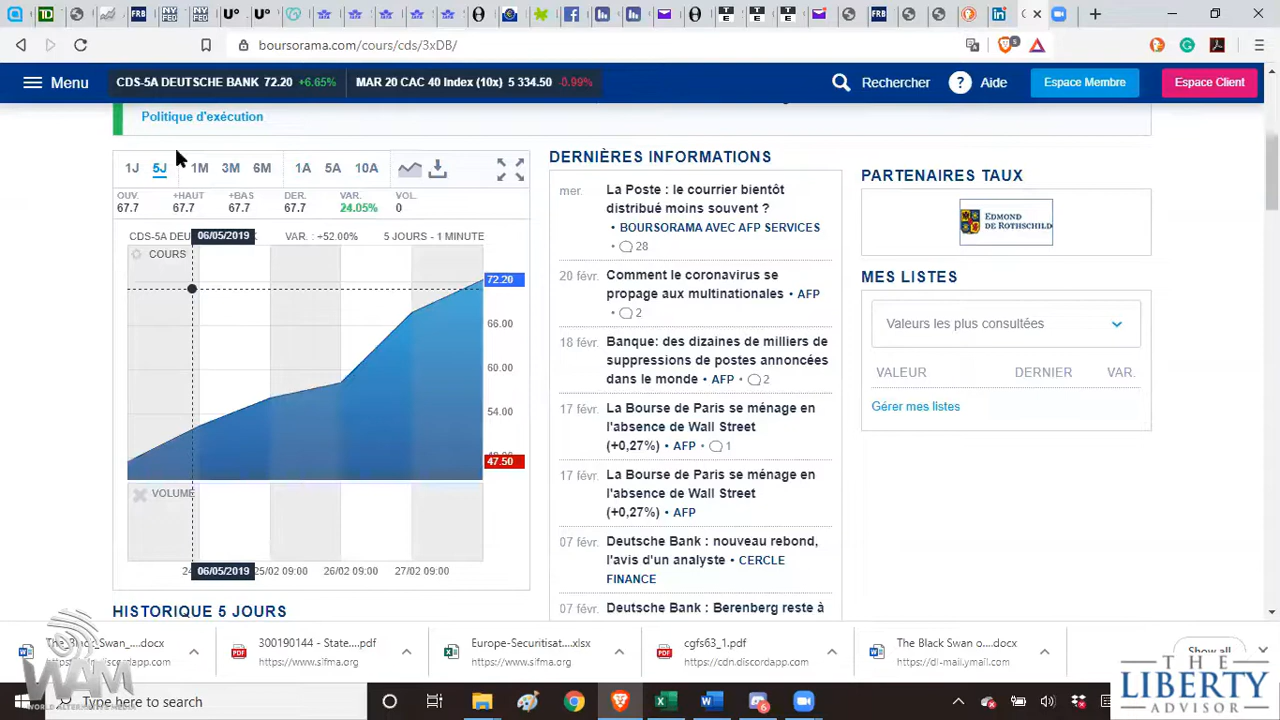 boursorama.com/cours/cds/3xDB/
5
Menu
CDS-5A DEUTSCHE BANK 72.20 +6.65%
MAR 20 CAC 40 Index (10x) 5 334.50 -0.99%
Rechercher
? Aide
Espace Membre
Espace Client
Politique d'exécution
1J 5J 1M 3M 6M 1A 5A 10A
OUV. +HAUT +BAS DER. VAR. VOL.
67.7 67.7 67.7 67.7 24.05% 0
CDS-5A DEU 06/05/2019 K VAR. : +52.00% 5 JOURS - 1 MINUTE
COURS
72.20
66.00
60.00
54.00
47.50
VOLUME
24 06/05/2019 25/02 09:00 26/02 09:00 27/02 09:00
HISTORIQUE 5 JOURS
DERNIÈRES INFORMATIONS
mer. La Poste : le courrier bientôt
distribué moins souvent ?
• BOURSORAMA AVEC AFP SERVICES
• 28
20 févr. Comment le coronavirus se
propage aux multinationales • AFP
• 2
18 févr. Banque: des dizaines de milliers de
suppressions de postes annoncées
dans le monde • AFP • 2
17 févr. La Bourse de Paris se ménage en
l'absence de Wall Street
(+0,27%) • AFP • 1
17 févr. La Bourse de Paris se ménage en
l'absence de Wall Street
(+0,27%) • AFP
07 févr. Deutsche Bank : nouveau rebond,
l'avis d'un analyste • CERCLE
FINANCE
07 févr. Deutsche Bank : Berenberg reste à
PARTENAIRES TAUX
EDMOND
DE ROTHSCHILD
MES LISTES
Valeurs les plus consultées
VALEUR DERNIER VAR.
Gérer mes listes
The Black_Swan_....docx
300190144 - State....pdf
https://www.sifma.org
Europe-Securitisat....xlsx
https://www.sifma.org
cgfs63_1.pdf
https://cdn.discordapp.com
The Black Swan o....docx
https://dl-mail.ymail.com
Show all
WAM
WORLD ALTERNATIVE MEDIA
Type here to search
THE
LIBERTY
ADVISOR